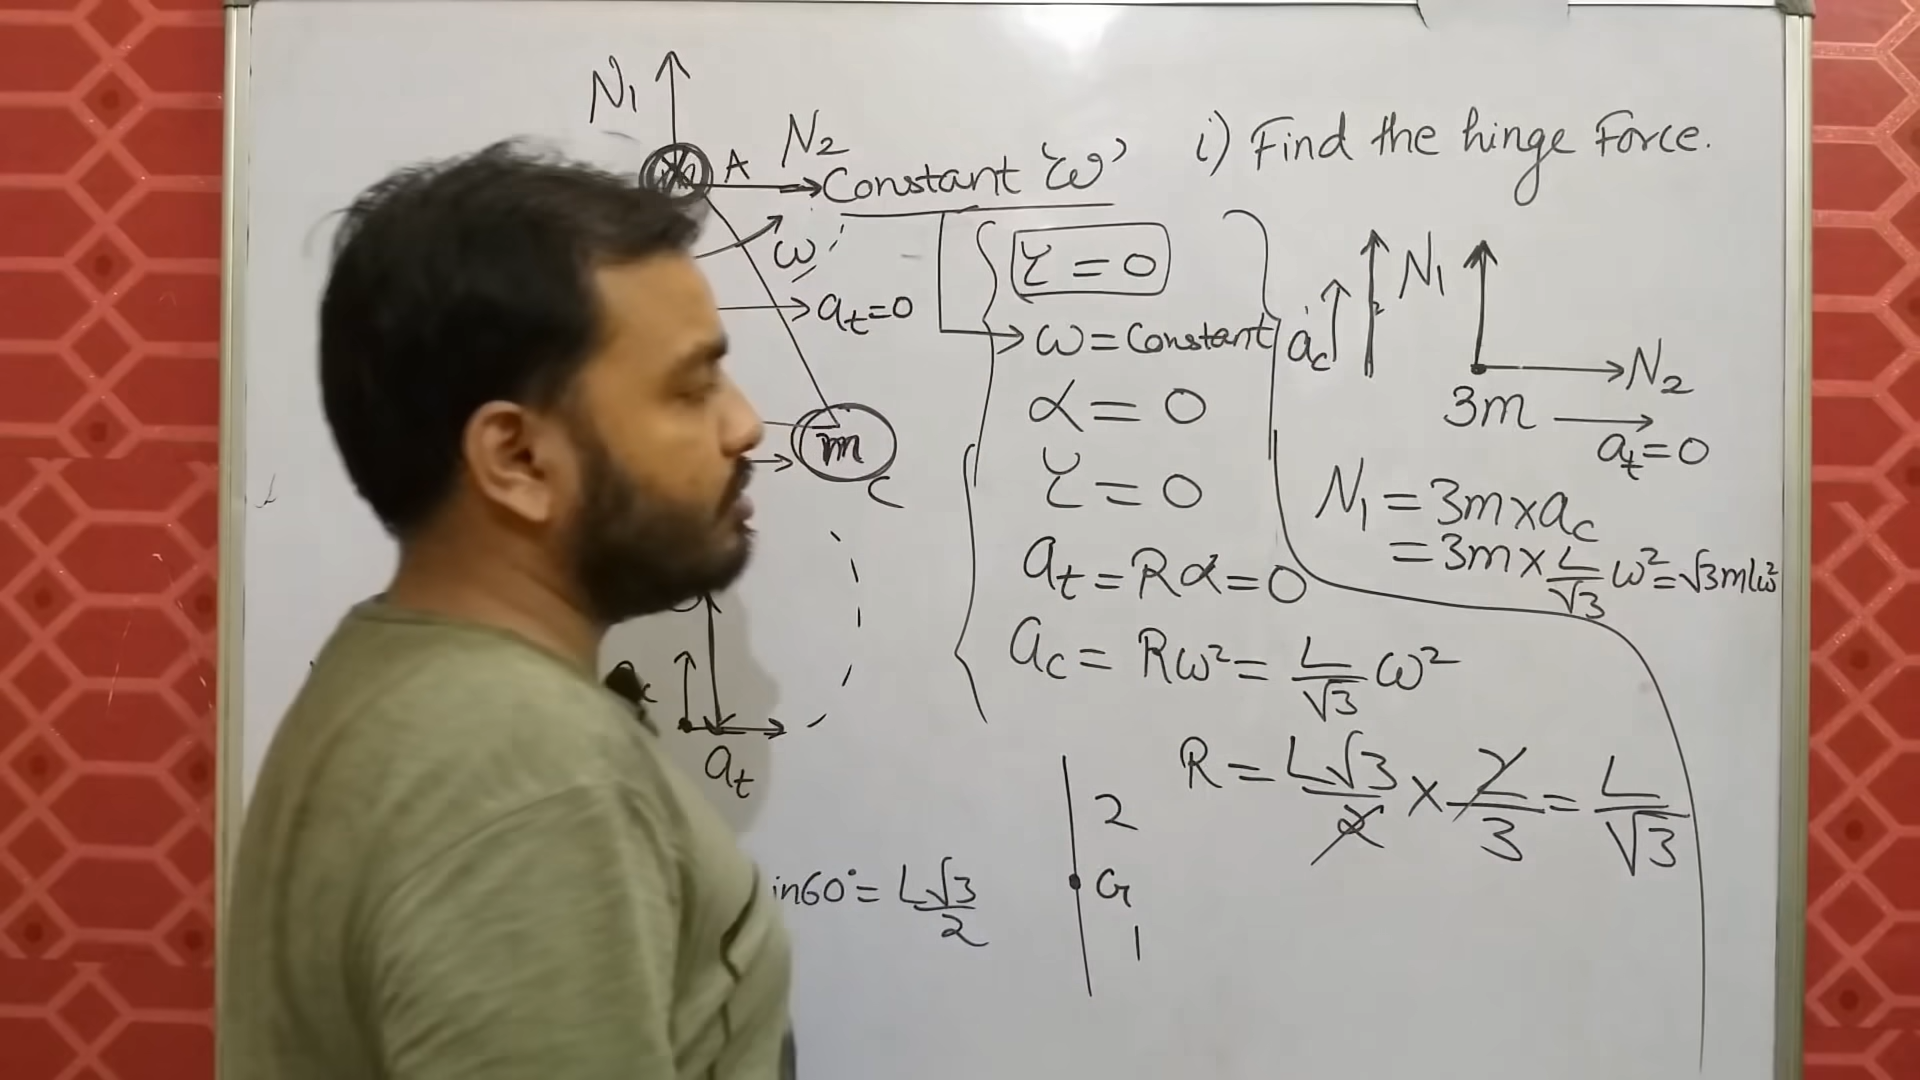 N₁
m
A
N₂
Constant 'ω'
ω
aₜ=0
m
C
aₜ
in60°= L√3/2
τ = 0
ω = Constant
α = 0
τ = 0
aₜ = Rα = 0
a꜀ = Rω² = L/√3 ω²
2
G
1
R = L√3/2 × 2/3 = L/√3
i) Find the hinge Force.
a꜀
N₁
N₂
3m
aₜ=0
N₁ = 3m×a꜀
= 3m× L/√3 ω² = √3mLω²